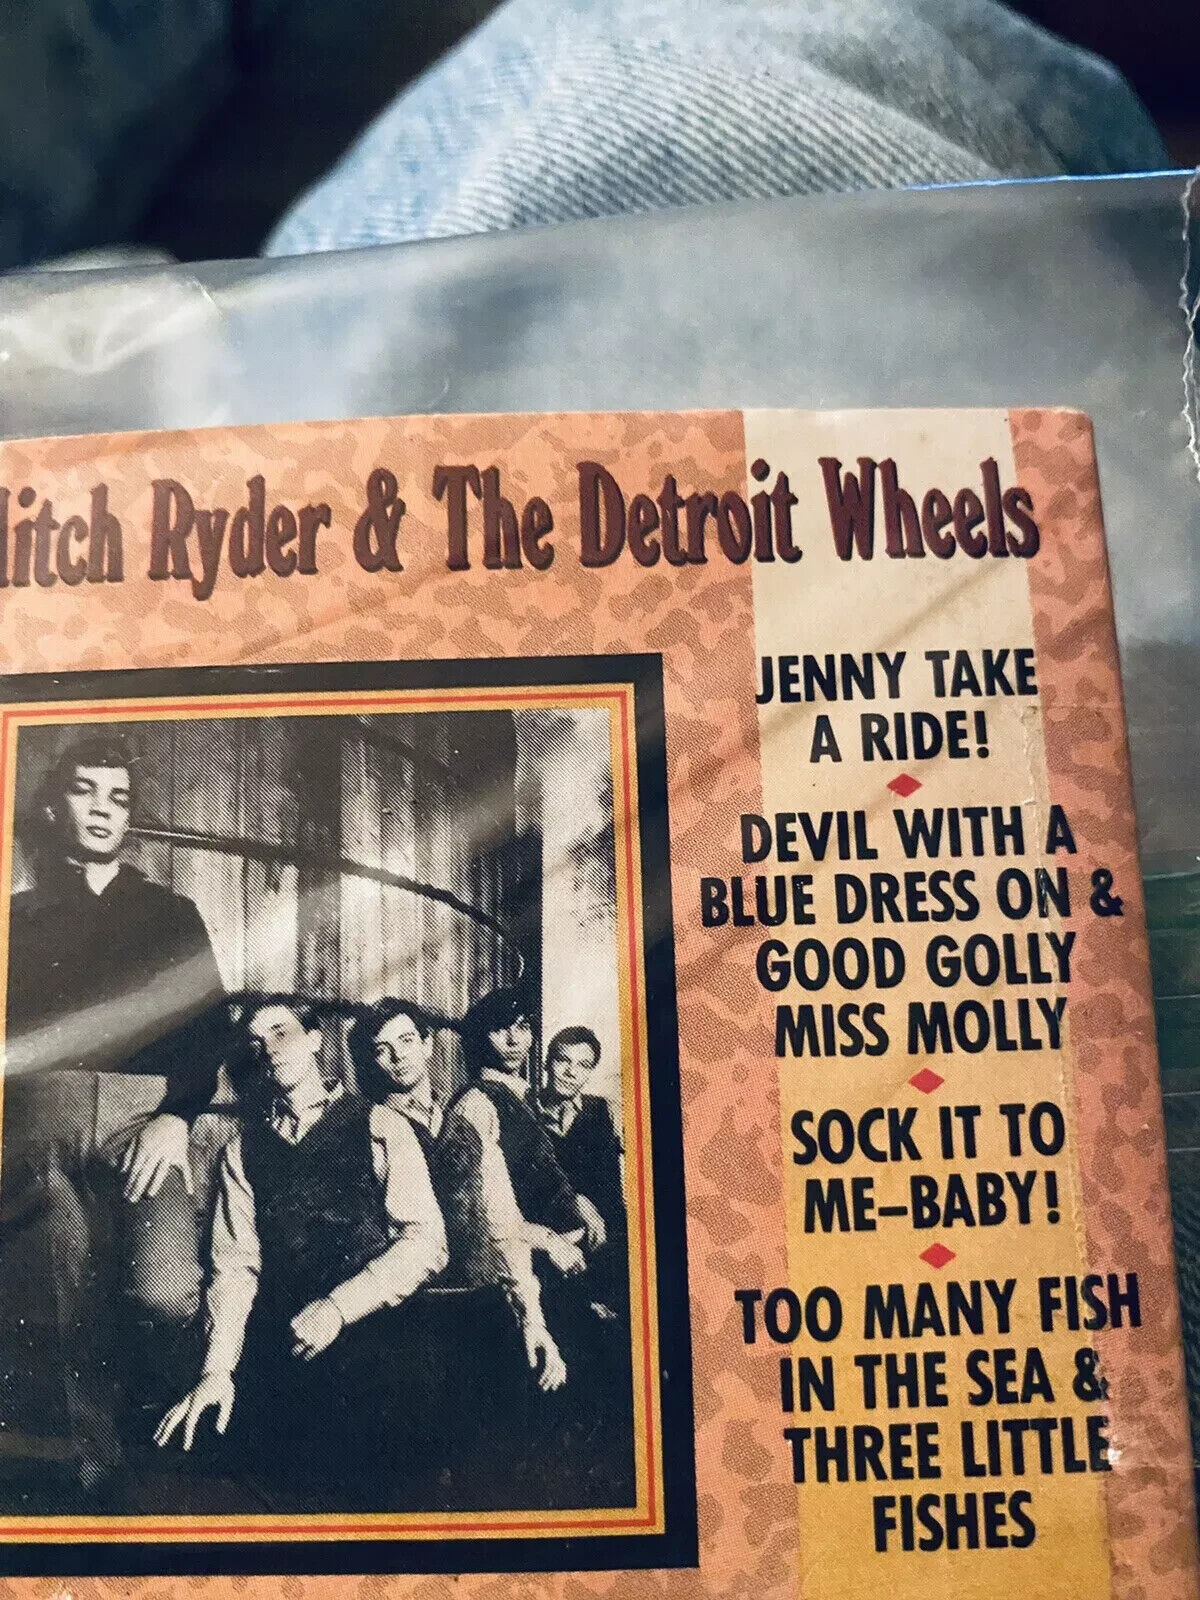 Mitch Ryder & The Detroit Wheels
JENNY TAKE
A RIDE!
DEVIL WITH A
BLUE DRESS ON &
GOOD GOLLY
MISS MOLLY
SOCK IT TO
ME–BABY!
TOO MANY FISH
IN THE SEA &
THREE LITTLE
FISHES